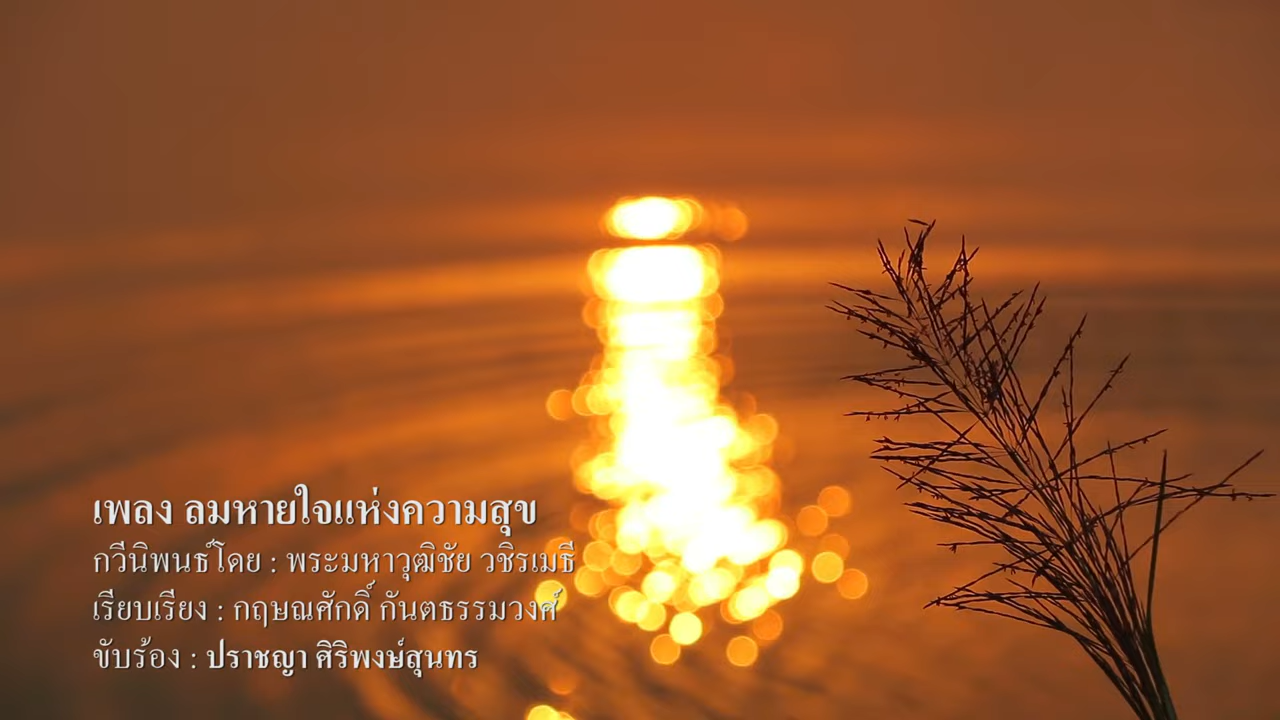 เพลง ลมหายใจแห่งความสุข
กวีนิพนธ์โดย : พระมหาวุฒิชัย วชิรเมธี
เรียบเรียง : กฤษณศักดิ์ กันตธรรมวงศ์
ขับร้อง : ปราชญา ศิริพงษ์สุนทร